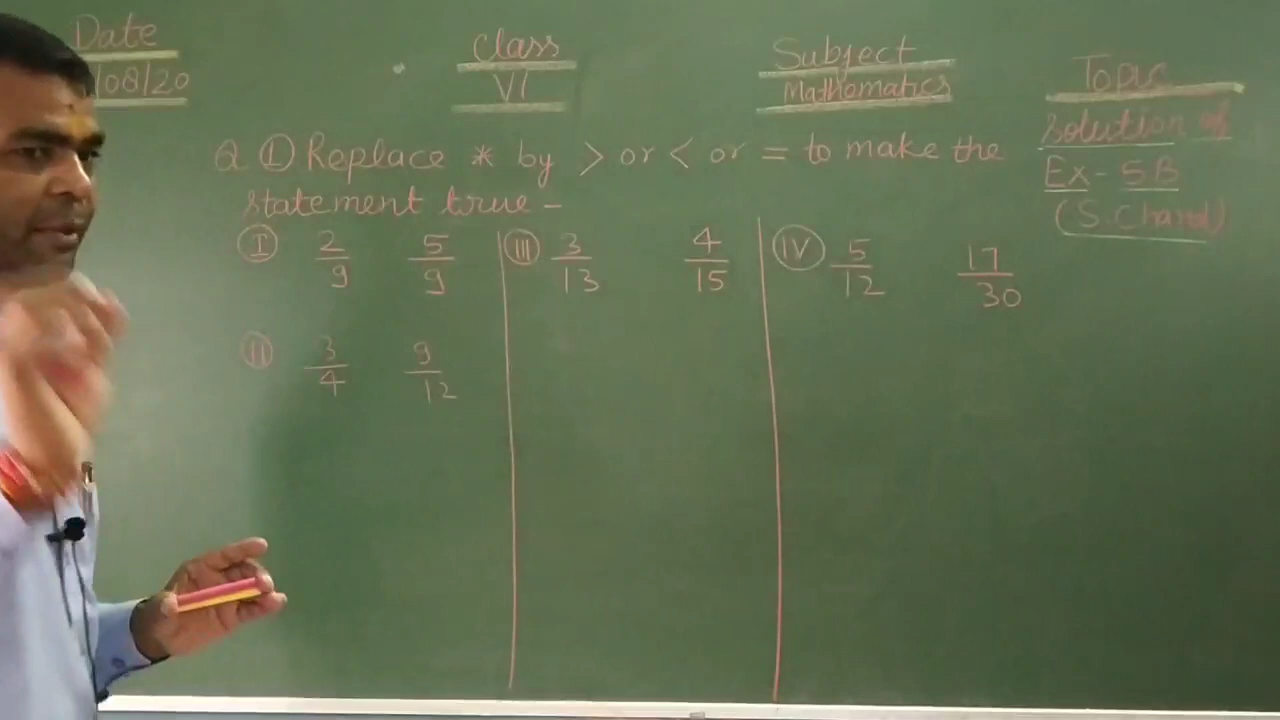 Date
/08/20
Class
VI
Subject
Mathematics
Topic
Solution of
Ex- 5B
(S. Chand)
Q ① Replace * by > or < or = to make the
statement true -
Ⓘ 2/9 5/9
Ⓘⓘ 3/4 9/12
Ⓘⓘⓘ 3/13 4/15
ⒾⓋ 5/12 17/30